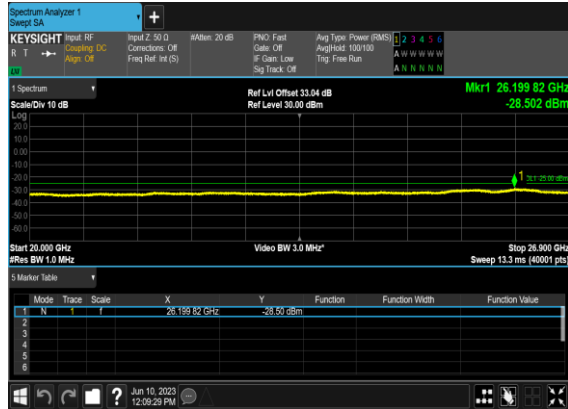 Spectrum Analyzer 1
Swept SA
KEYSIGHT
R T
LV
Input: RF
Coupling: DC
Align: Off
Input Z: 50 Ω
Corrections: Off
Freq Ref: Int (S)
#Atten: 20 dB
PNO: Fast
Gate: Off
IF Gain: Low
Sig Track: Off
Avg Type: Power (RMS)
Avg|Hold: 100/100
Trig: Free Run
1 2 3 4 5 6
A W W W W W
A N N N N N
1 Spectrum
Scale/Div 10 dB
Ref Lvl Offset 33.04 dB
Ref Level 30.00 dBm
Mkr1 26.199 82 GHz
-28.502 dBm
Log
20.0
10.0
0.00
-10.0
-20.0
-30.0
-40.0
-50.0
-60.0
1
DL1 -25.00 dBm
Start 20.000 GHz
#Res BW 1.0 MHz
Video BW 3.0 MHz*
Stop 26.900 GHz
Sweep 13.3 ms (40001 pts)
5 Marker Table
Mode Trace Scale X Y Function Function Width Function Value
1 N 1 f 26.199 82 GHz -28.50 dBm
2
3
4
5
6
Jun 10, 2023
12:09:29 PM